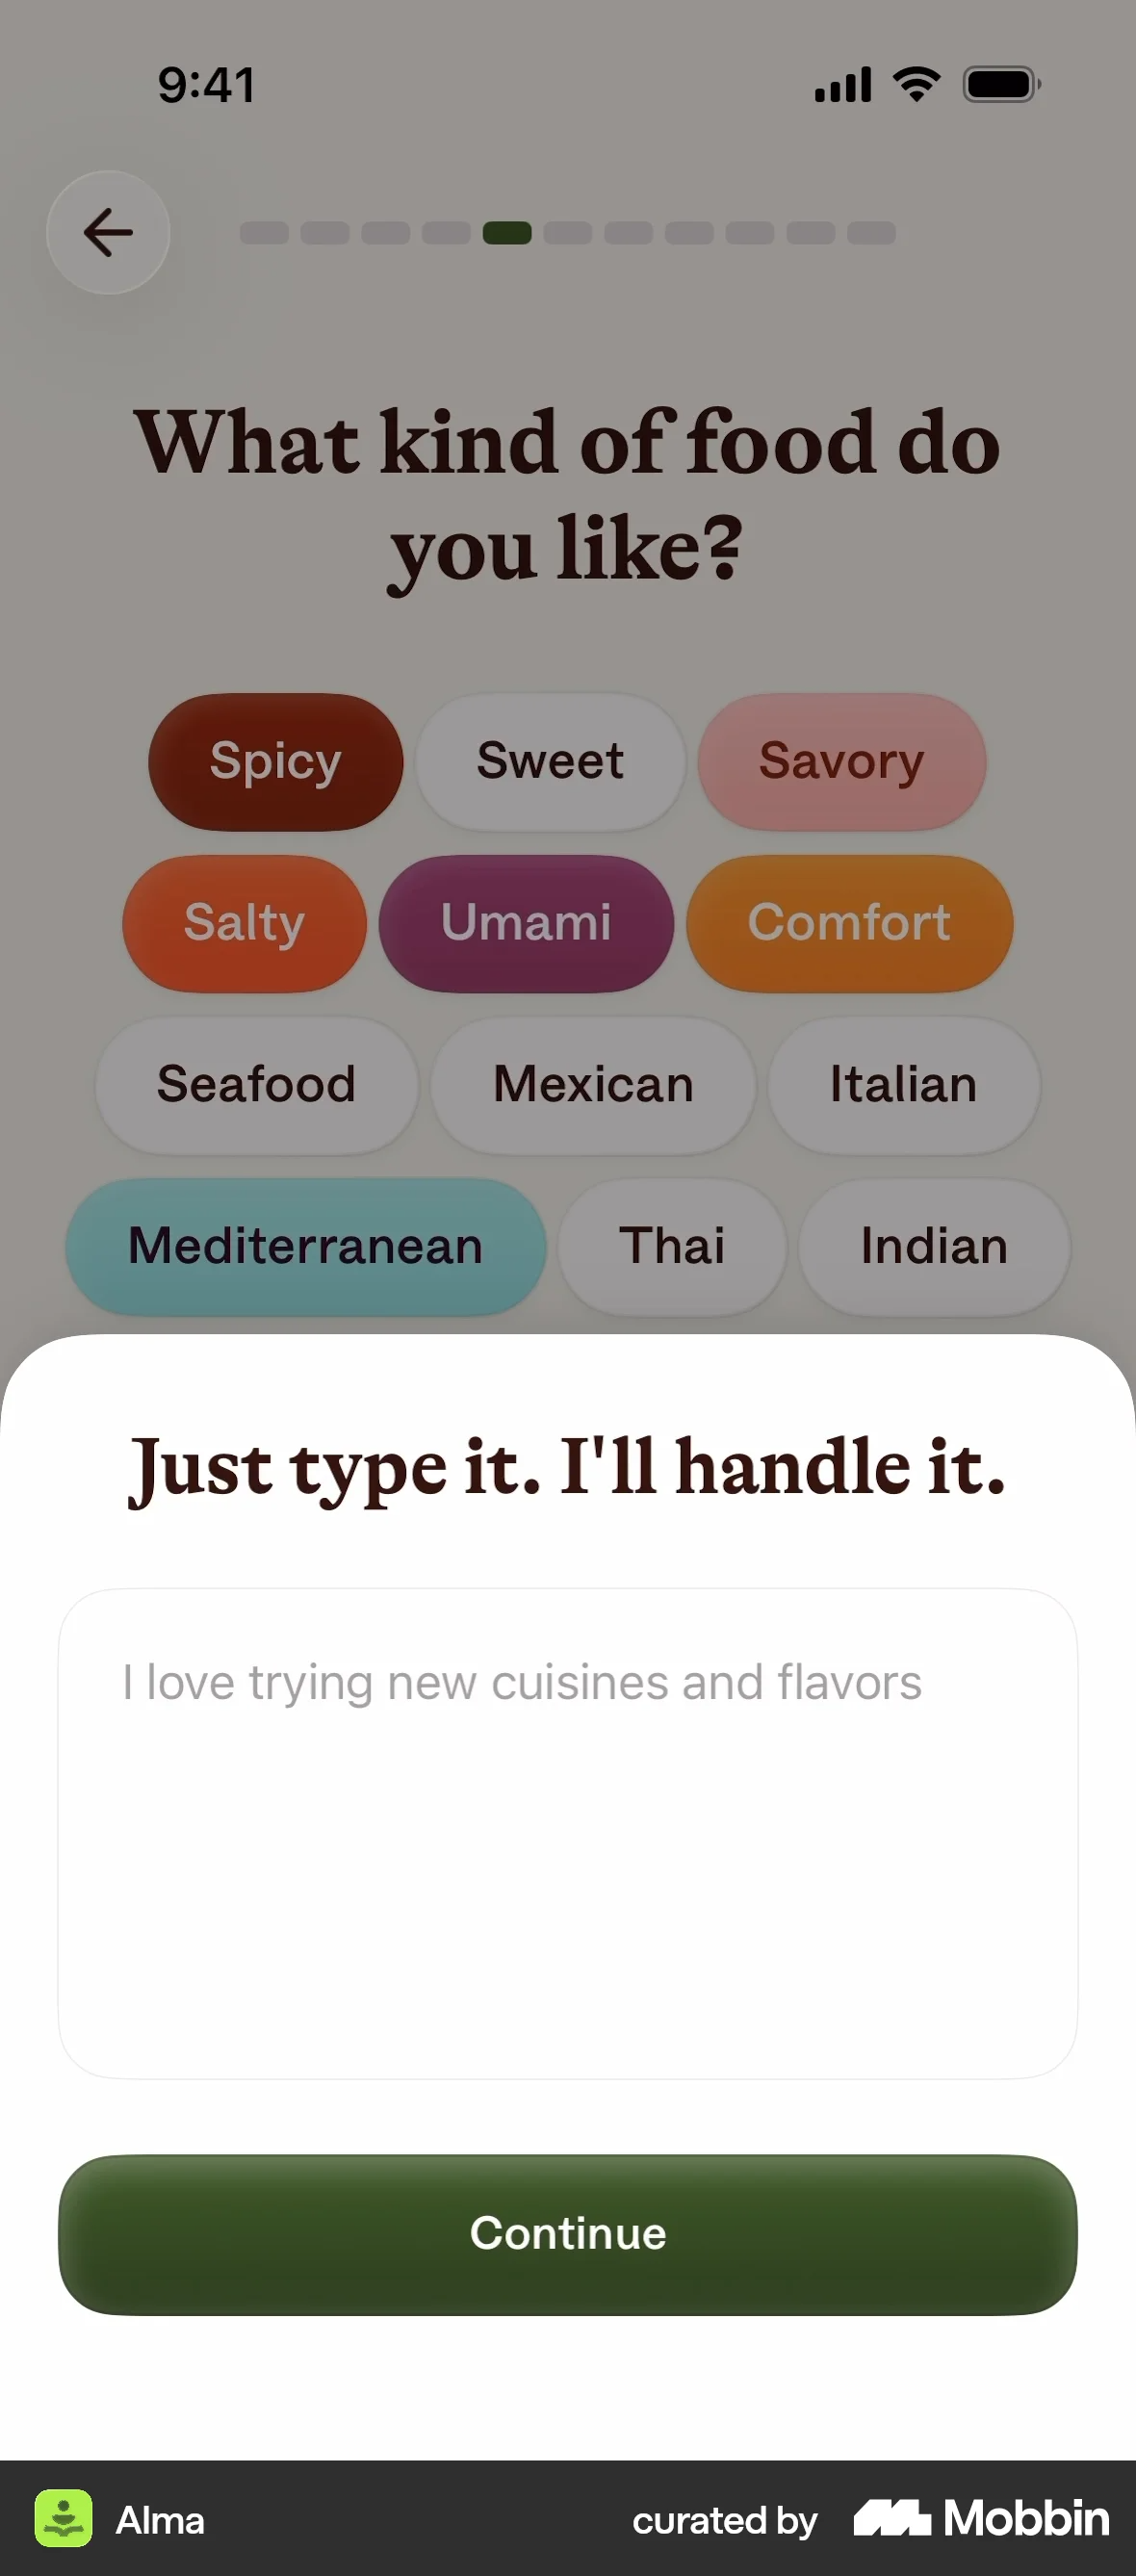 9:41
What kind of food do
you like?
Spicy Sweet Savory
Salty Umami Comfort
Seafood Mexican Italian
Mediterranean Thai Indian
Just type it. I'll handle it.
I love trying new cuisines and flavors
Continue
Alma curated by Mobbin